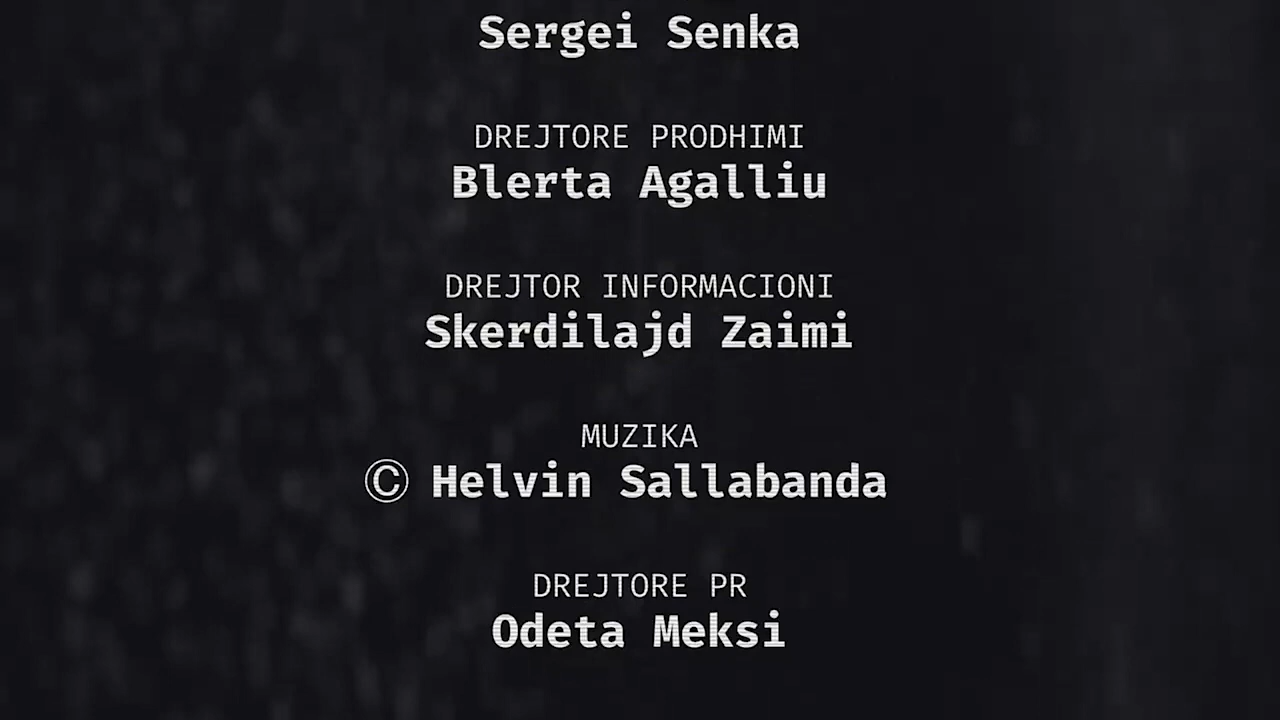 Sergei Senka
DREJTORE PRODHIMI
Blerta Agalliu
DREJTOR INFORMACIONI
Skerdilajd Zaimi
MUZIKA
© Helvin Sallabanda
DREJTORE PR
Odeta Meksi